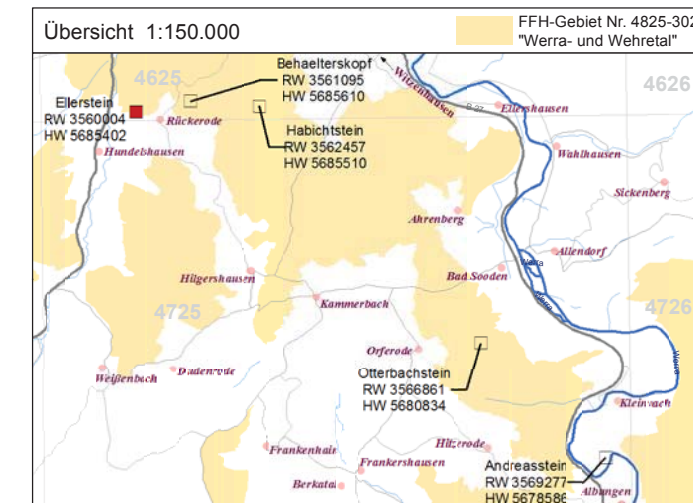 Übersicht 1:150.000
FFH-Gebiet Nr. 4825-302
"Werra- und Wehretal"
4625
4626
Behaelterskopf
RW 3561095
HW 5685610
Witzenhausen
B 27
Ellershausen
Ellerstein
RW 3560004
HW 5685402
Rückerode
Habichtstein
RW 3562457
HW 5685510
Hundelshausen
Wahlhausen
Sickenberg
Ahrenberg
Allendorf
Werra
Hilgershausen
Bad Sooden
Kammerbach
Werra
4725
4726
Orferode
Werra
Weißenbach
Dudenrode
Otterbachstein
RW 3566861
HW 5680834
Kleinvach
Hitzerode
Frankenhain
Frankershausen
Andreasstein
RW 3569277
HW 5678586
Berkatal
Albungen